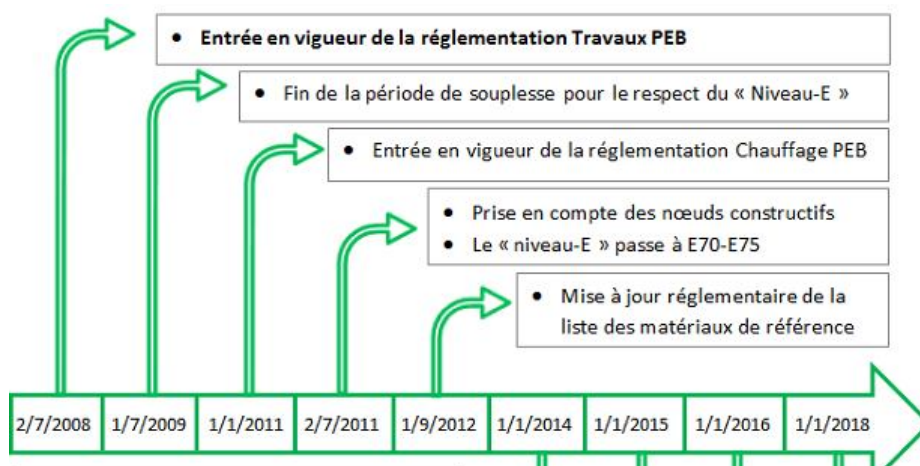 • Entrée en vigueur de la réglementation Travaux PEB
• Fin de la période de souplesse pour le respect du « Niveau-E »
• Entrée en vigueur de la réglementation Chauffage PEB
• Prise en compte des nœuds constructifs
• Le « niveau-E » passe à E70-E75
• Mise à jour réglementaire de la
liste des matériaux de référence
2/7/2008 1/7/2009 1/1/2011 2/7/2011 1/9/2012 1/1/2014 1/1/2015 1/1/2016 1/1/2018